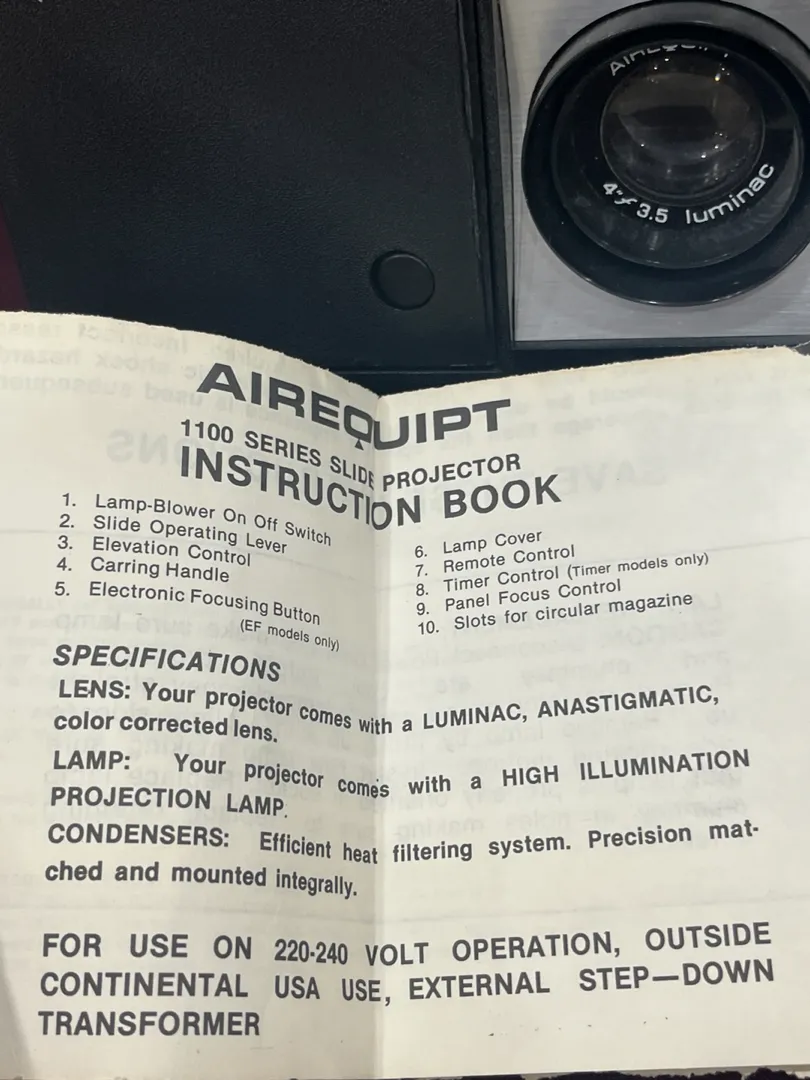 AIREQUIPT
4" f 3.5 luminac
AIREQUIPT
1100 SERIES SLIDE PROJECTOR
INSTRUCTION BOOK
1. Lamp-Blower On Off Switch
2. Slide Operating Lever
3. Elevation Control
4. Carring Handle
5. Electronic Focusing Button
(EF models only)
6. Lamp Cover
7. Remote Control
8. Timer Control (Timer models only)
9. Panel Focus Control
10. Slots for circular magazine
SPECIFICATIONS
LENS: Your projector comes with a LUMINAC, ANASTIGMATIC,
color corrected lens.
LAMP: Your projector comes with a HIGH ILLUMINATION
PROJECTION LAMP.
CONDENSERS: Efficient heat filtering system. Precision mat-
ched and mounted integrally.
FOR USE ON 220-240 VOLT OPERATION, OUTSIDE
CONTINENTAL USA USE, EXTERNAL STEP—DOWN
TRANSFORMER